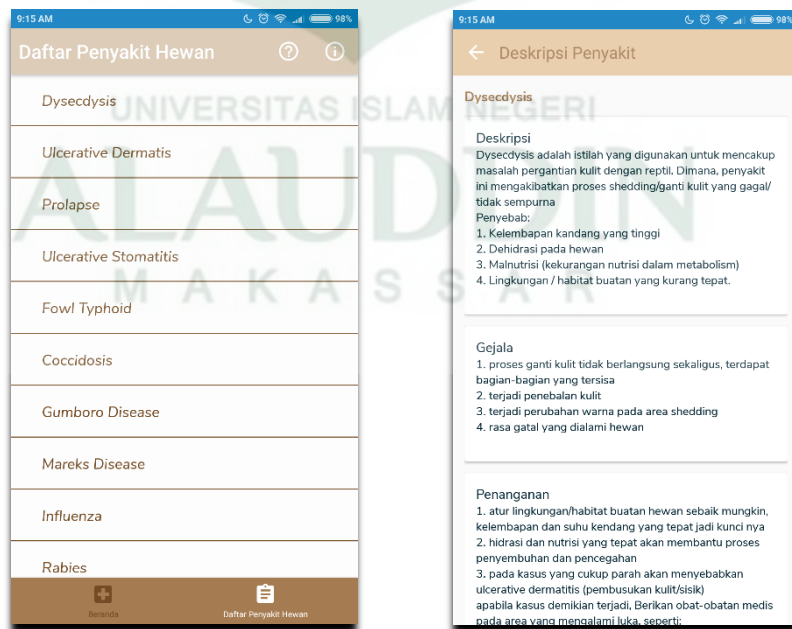 9:15 AM
98%
Daftar Penyakit Hewan
Dysecdysis
Ulcerative Dermatis
Prolapse
Ulcerative Stomatitis
Fowl Typhoid
Coccidosis
Gumboro Disease
Mareks Disease
Influenza
Rabies
Beranda
Daftar Penyakit Hewan
9:15 AM
98%
Deskripsi Penyakit
Dysecdysis
Deskripsi
Dysecdysis adalah istilah yang digunakan untuk mencakup
masalah pergantian kulit dengan reptil. Dimana, penyakit
ini mengakibatkan proses shedding/ganti kulit yang gagal/
tidak sempurna
Penyebab:
1. Kelembapan kandang yang tinggi
2. Dehidrasi pada hewan
3. Malnutrisi (kekurangan nutrisi dalam metabolism)
4. Lingkungan / habitat buatan yang kurang tepat.
Gejala
1. proses ganti kulit tidak berlangsung sekaligus, terdapat
bagian-bagian yang tersisa
2. terjadi penebalan kulit
3. terjadi perubahan warna pada area shedding
4. rasa gatal yang dialami hewan
Penanganan
1. atur lingkungan/habitat buatan hewan sebaik mungkin,
kelembapan dan suhu kendang yang tepat jadi kunci nya
2. hidrasi dan nutrisi yang tepat akan membantu proses
penyembuhan dan pencegahan
3. pada kasus yang cukup parah akan menyebabkan
ulcerative dermatitis (pembusukan kulit/sisik)
apabila kasus demikian terjadi, Berikan obat-obatan medis
pada area yang mengalami luka, seperti:
UNIVERSITAS ISLAM NEGERI
ALAUDDIN
MAKASSAR